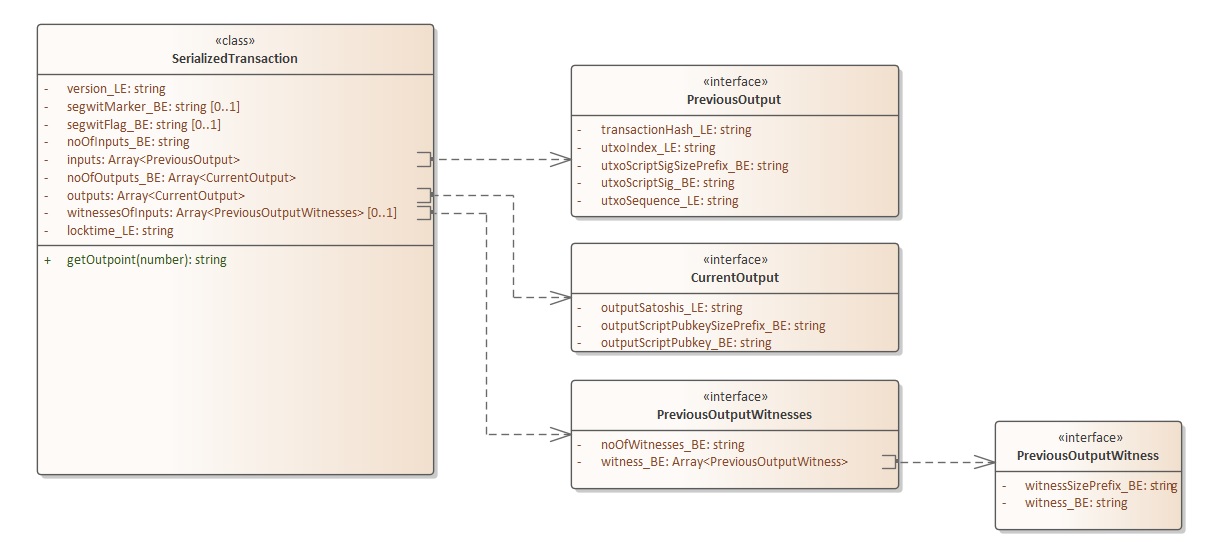 «class»
SerializedTransaction
- version_LE: string
- segwitMarker_BE: string [0..1]
- segwitFlag_BE: string [0..1]
- noOfInputs_BE: string
- inputs: Array<PreviousOutput>
- noOfOutputs_BE: Array<CurrentOutput>
- outputs: Array<CurrentOutput>
- witnessesOfInputs: Array<PreviousOutputWitnesses> [0..1]
- locktime_LE: string
+ getOutpoint(number): string
«interface»
PreviousOutput
- transactionHash_LE: string
- utxoIndex_LE: string
- utxoScriptSigSizePrefix_BE: string
- utxoScriptSig_BE: string
- utxoSequence_LE: string
«interface»
CurrentOutput
- outputSatoshis_LE: string
- outputScriptPubkeySizePrefix_BE: string
- outputScriptPubkey_BE: string
«interface»
PreviousOutputWitnesses
- noOfWitnesses_BE: string
- witness_BE: Array<PreviousOutputWitness>
«interface»
PreviousOutputWitness
- witnessSizePrefix_BE: string
- witness_BE: string